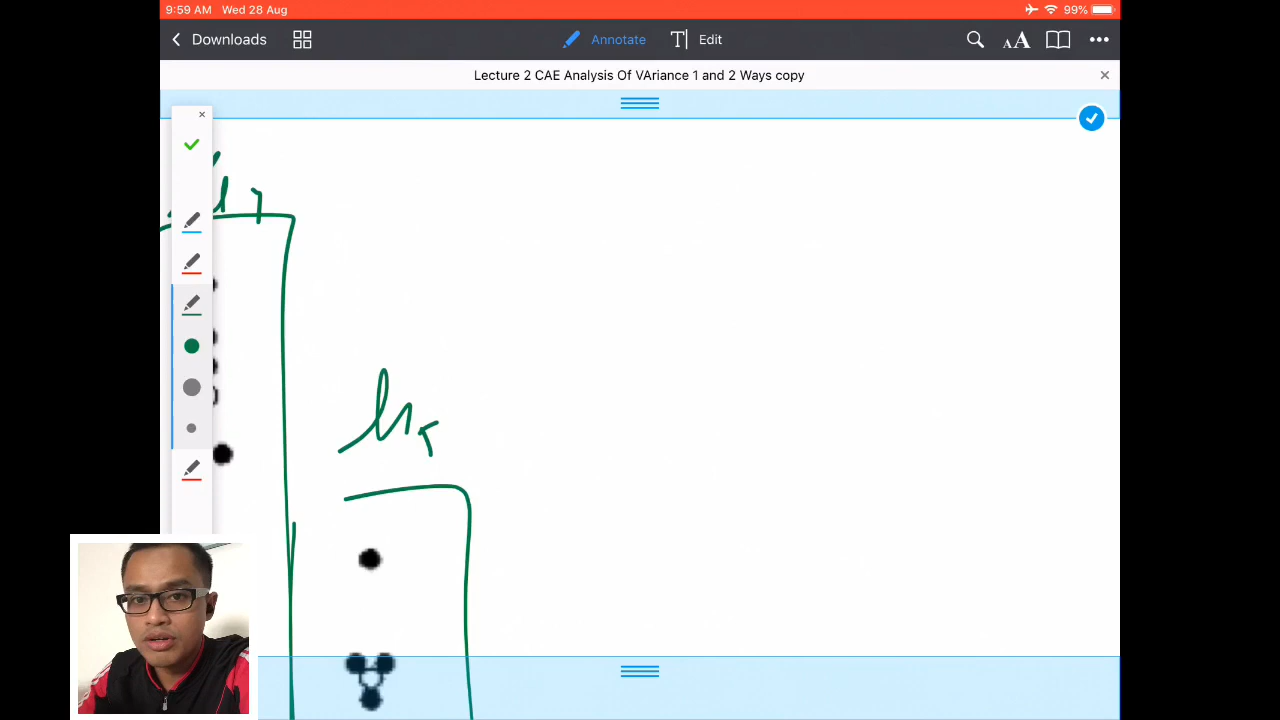 9:59 AM Wed 28 Aug 99%
Downloads Annotate T Edit AA
Lecture 2 CAE Analysis Of VAriance 1 and 2 Ways copy